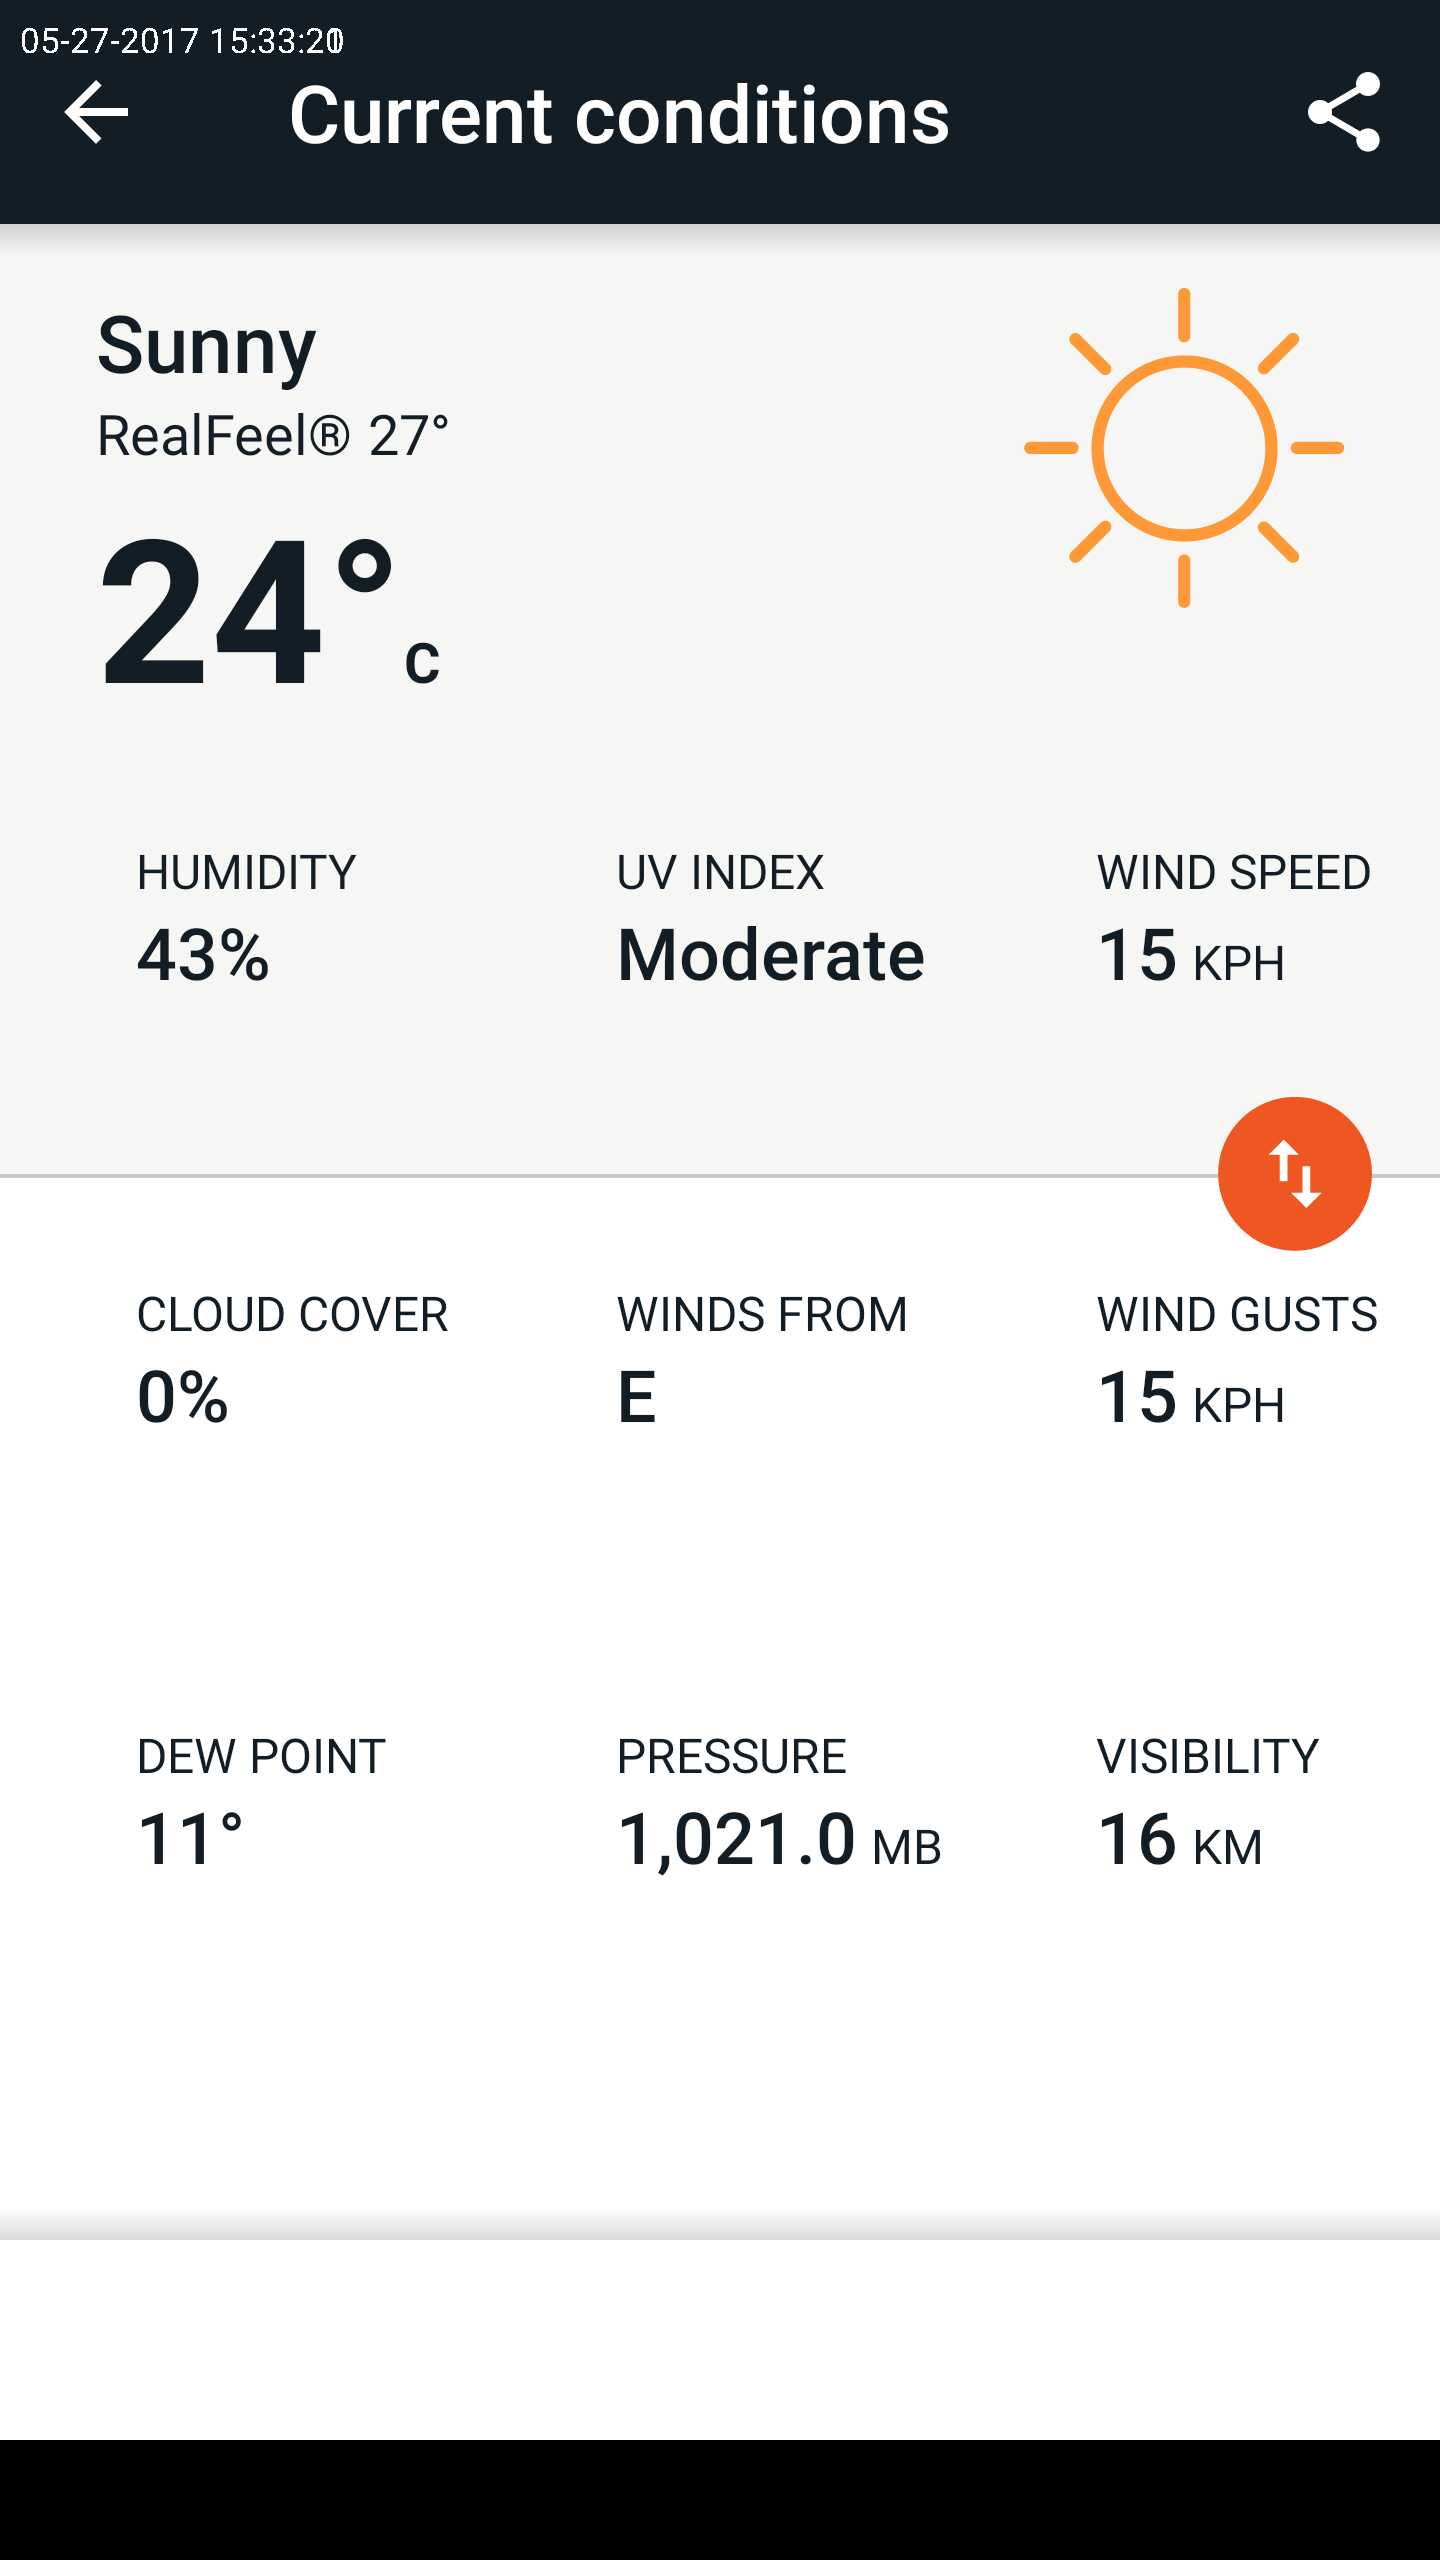 05-27-2017 15:33:20
Current conditions
Sunny
RealFeel® 27°
24° C
HUMIDITY UV INDEX WIND SPEED
43% Moderate 15 KPH
CLOUD COVER WINDS FROM WIND GUSTS
0% E 15 KPH
DEW POINT PRESSURE VISIBILITY
11° 1,021.0 MB 16 KM